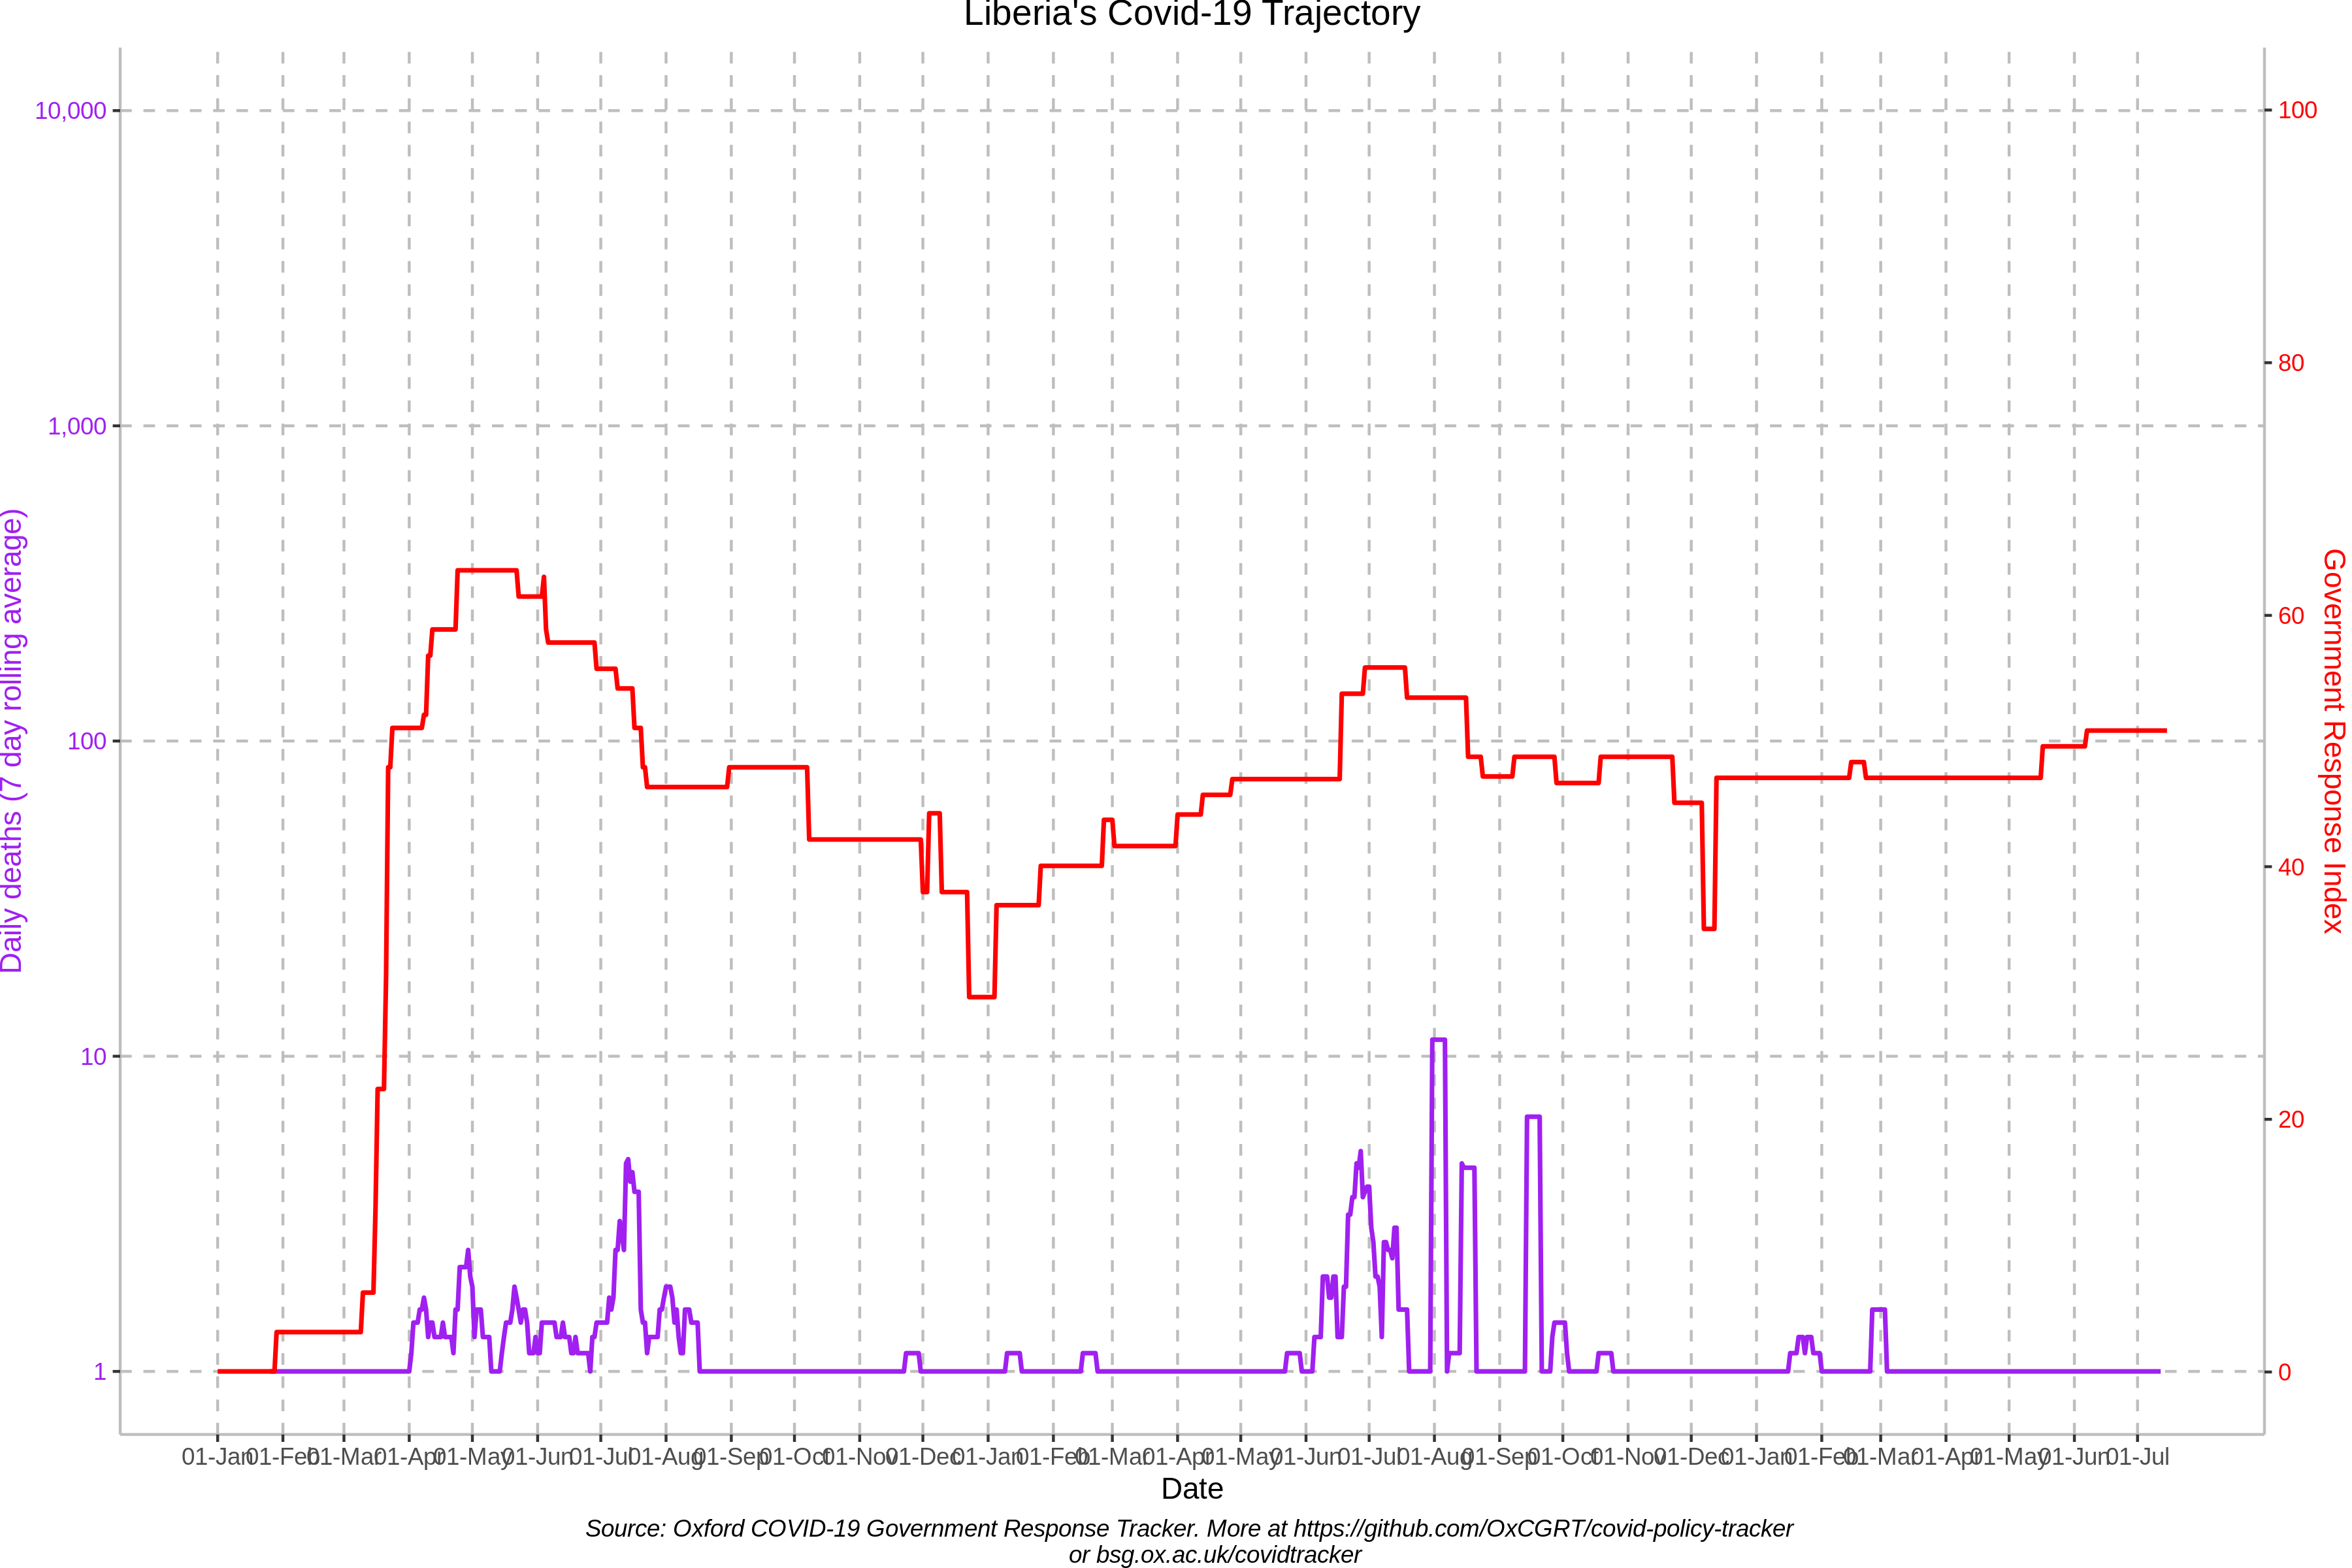 Liberia's Covid-19 Trajectory
10,000
1,000
100
10
1
Daily deaths (7 day rolling average)
100
80
60
40
20
0
Government Response Index
01-Jan 01-Feb 01-Mar 01-Apr 01-May 01-Jun 01-Jul 01-Aug 01-Sep 01-Oct 01-Nov 01-Dec 01-Jan 01-Feb 01-Mar 01-Apr 01-May 01-Jun 01-Jul 01-Aug 01-Sep 01-Oct 01-Nov 01-Dec 01-Jan 01-Feb 01-Mar 01-Apr 01-May 01-Jun 01-Jul
Date
Source: Oxford COVID-19 Government Response Tracker. More at https://github.com/OxCGRT/covid-policy-tracker
or bsg.ox.ac.uk/covidtracker